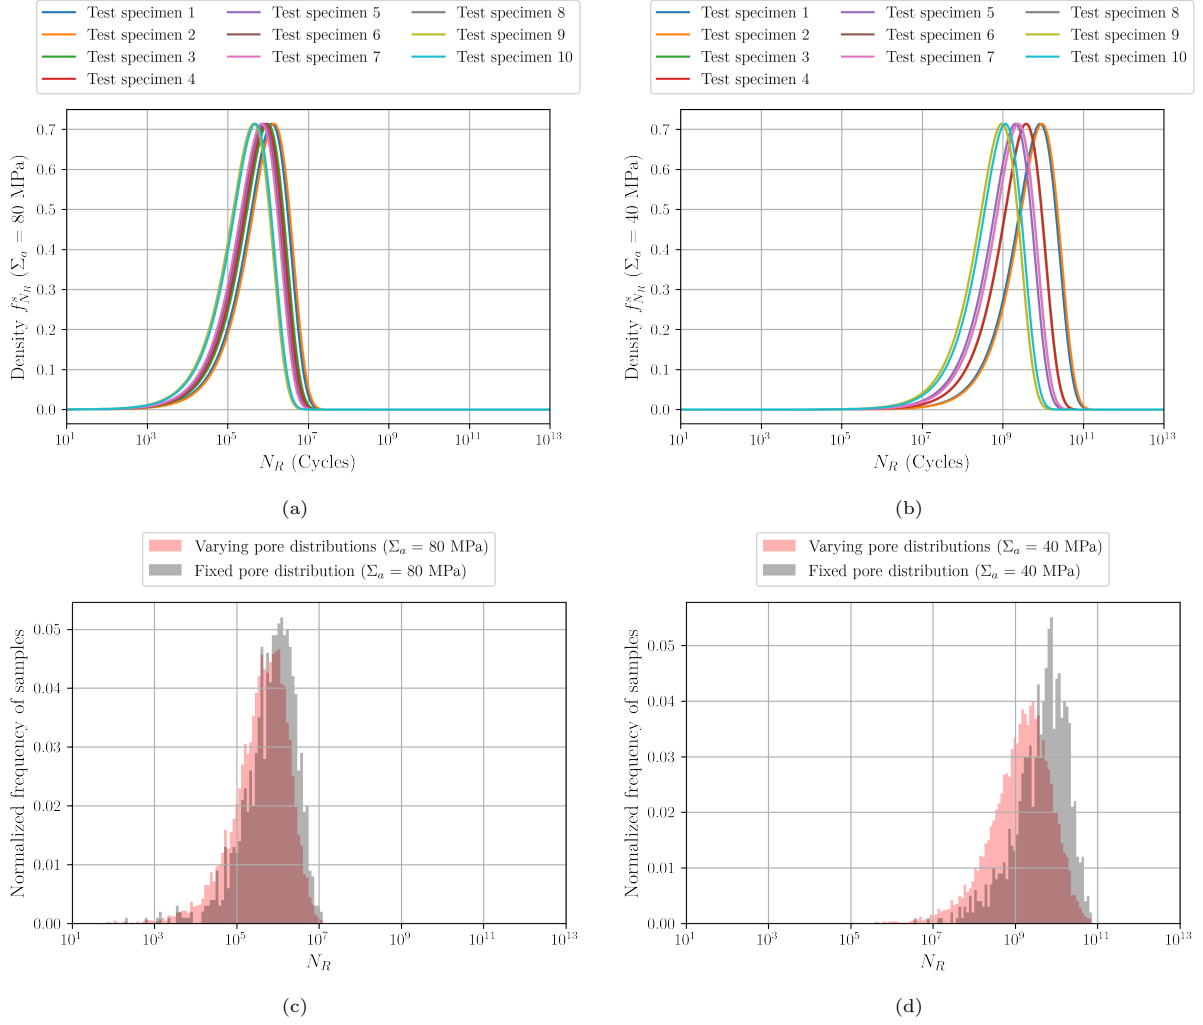 Test specimen 1
Test specimen 2
Test specimen 3
Test specimen 4
Test specimen 5
Test specimen 6
Test specimen 7
Test specimen 8
Test specimen 9
Test specimen 10
0.7
0.6
0.5
0.4
0.3
0.2
0.1
0.0
Density f^s_{N_R} (Σ_a = 80 MPa)
10^1 10^3 10^5 10^7 10^9 10^11 10^13
N_R (Cycles)
(a)
Test specimen 1
Test specimen 2
Test specimen 3
Test specimen 4
Test specimen 5
Test specimen 6
Test specimen 7
Test specimen 8
Test specimen 9
Test specimen 10
0.7
0.6
0.5
0.4
0.3
0.2
0.1
0.0
Density f^s_{N_R} (Σ_a = 40 MPa)
10^1 10^3 10^5 10^7 10^9 10^11 10^13
N_R (Cycles)
(b)
Varying pore distributions (Σ_a = 80 MPa)
Fixed pore distribution (Σ_a = 80 MPa)
0.05
0.04
0.03
0.02
0.01
0.00
Normalized frequency of samples
10^1 10^3 10^5 10^7 10^9 10^11 10^13
N_R
(c)
Varying pore distributions (Σ_a = 40 MPa)
Fixed pore distribution (Σ_a = 40 MPa)
0.05
0.04
0.03
0.02
0.01
0.00
Normalized frequency of samples
10^1 10^3 10^5 10^7 10^9 10^11 10^13
N_R
(d)